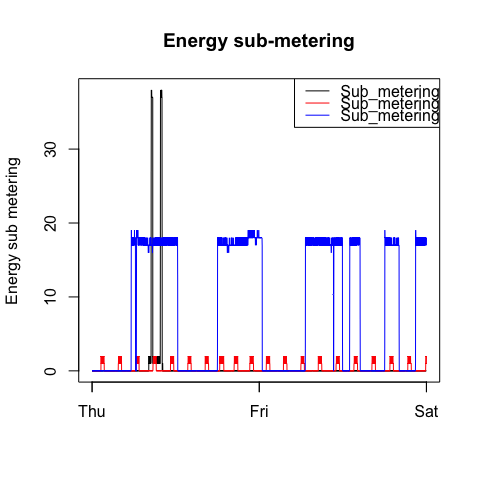 Energy sub-metering
Sub_metering
Sub_metering
Sub_metering
Energy sub metering
30
20
10
0
Thu
Fri
Sat